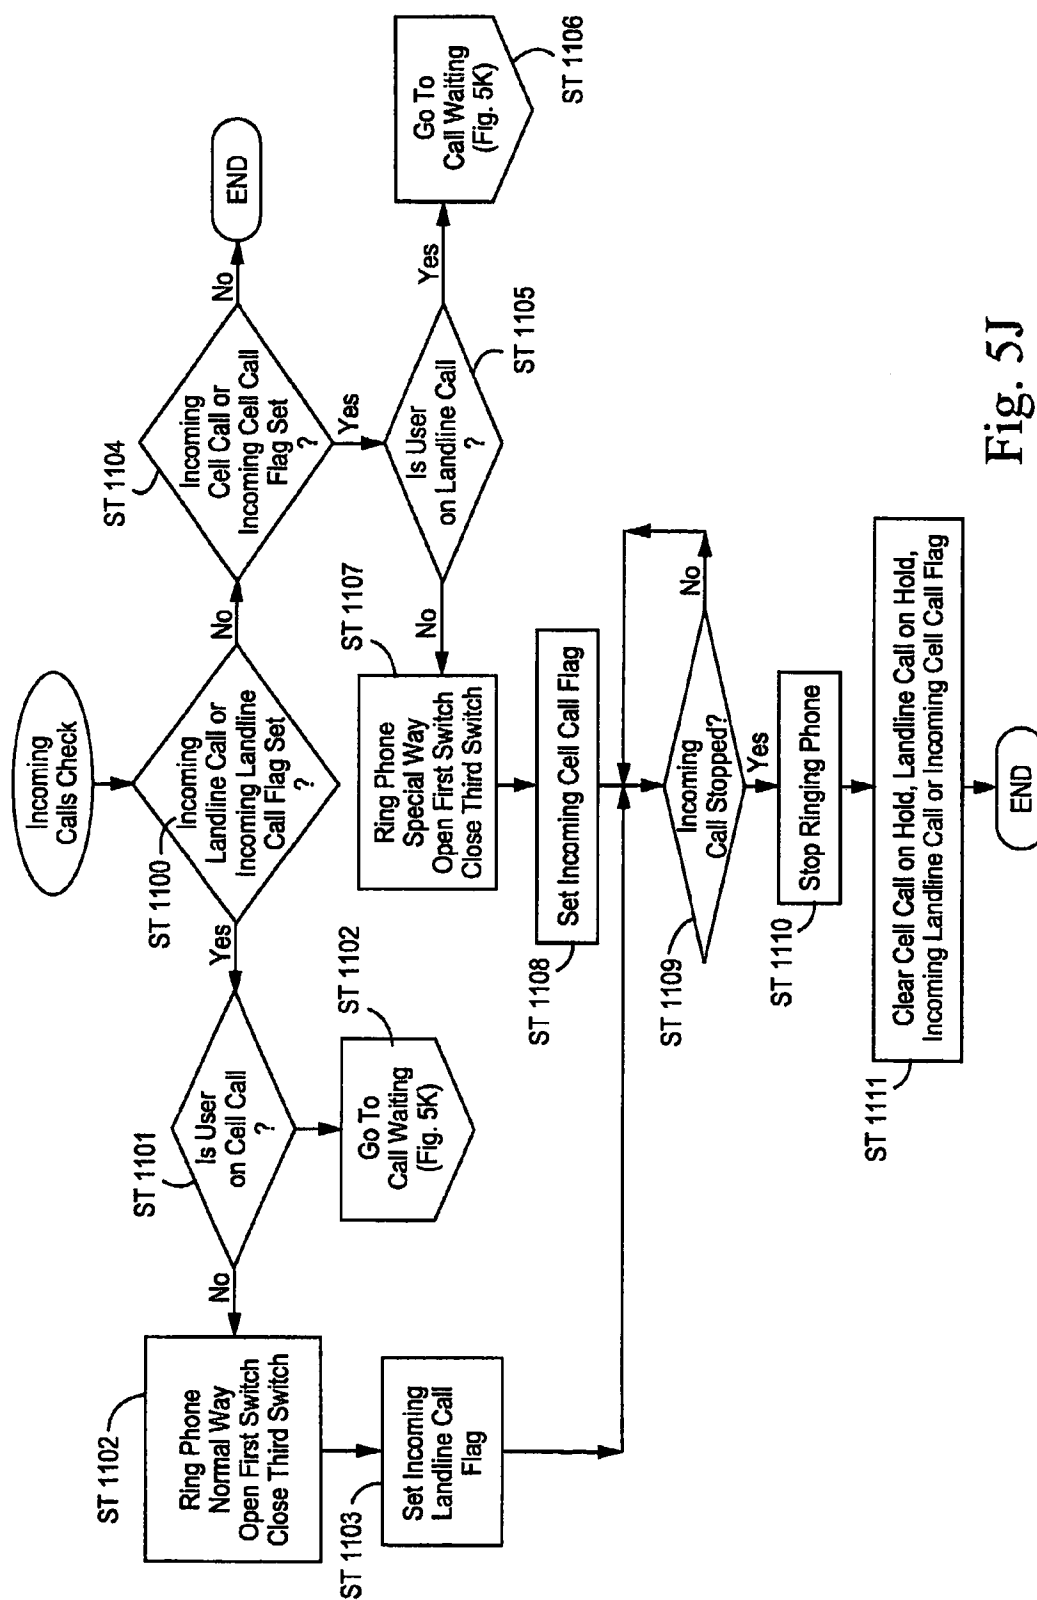 Incoming
Calls Check
ST 1100
Incoming
Landline Call or
Incoming Landline
Call Flag Set
?
Yes
No
ST 1101
Is User
on Cell Call
?
No
ST 1102
Go To
Call Waiting
(Fig. 5K)
ST 1102
Ring Phone
Normal Way
Open First Switch
Close Third Switch
ST 1103
Set Incoming
Landline Call
Flag
ST 1104
Incoming
Cell Call or
Incoming Cell Call
Flag Set
?
No
END
Yes
Is User
on Landline Call
?
ST 1105
Yes
Go To
Call Waiting
(Fig. 5K)
ST 1106
No
ST 1107
Ring Phone
Special Way
Open First Switch
Close Third Switch
Set Incoming Cell Call Flag
ST 1108
Incoming
Call Stopped?
ST 1109
No
Yes
Stop Ringing Phone
ST 1110
Clear Cell Call on Hold, Landline Call on Hold,
Incoming Landline Call or Incoming Cell Call Flag
ST 1111
END
Fig. 5J